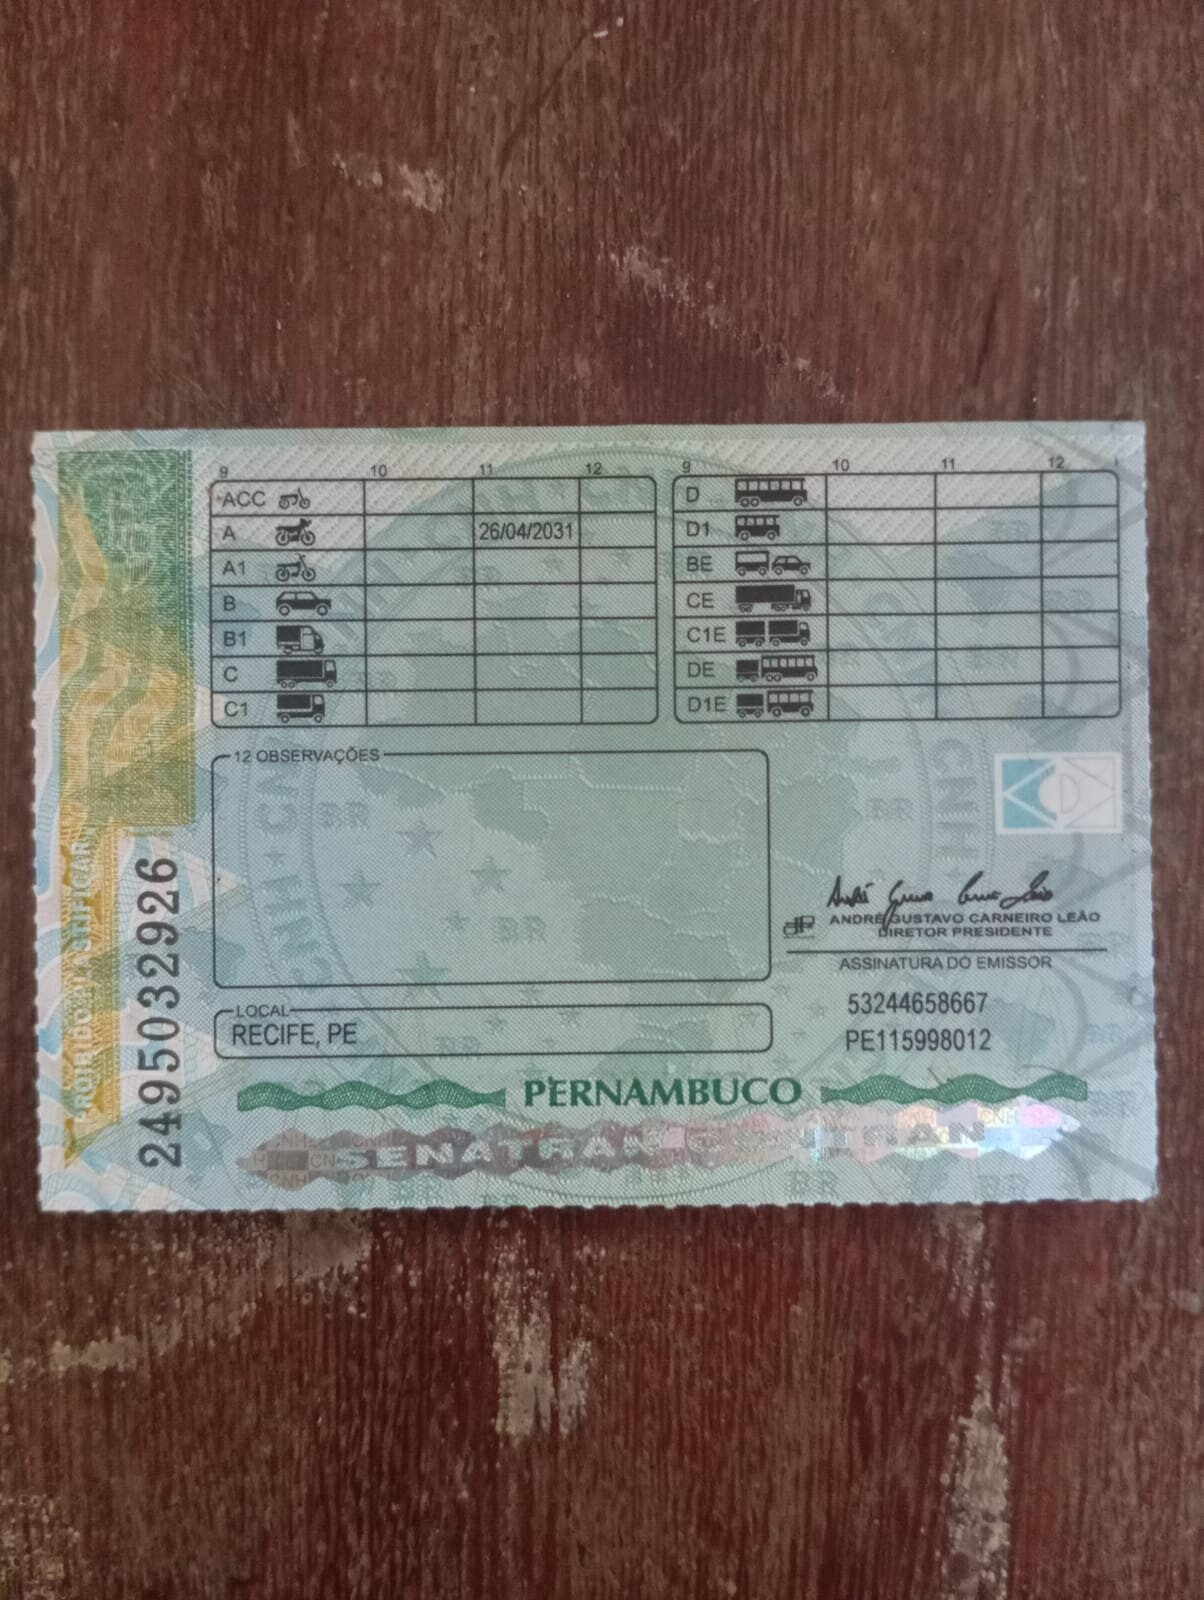 9 10 11 12
ACC
A 26/04/2031
A1
B
B1
C
C1
9 10 11 12
D
D1
BE
CE
C1E
DE
D1E
12 OBSERVAÇÕES
ANDRÉ GUSTAVO CARNEIRO LEÃO
DIRETOR PRESIDENTE
ASSINATURA DO EMISSOR
53244658667
PE115998012
LOCAL
RECIFE, PE
PERNAMBUCO
SENATRAN CONTRAN
PROIBIDO PLASTIFICAR
2495032926